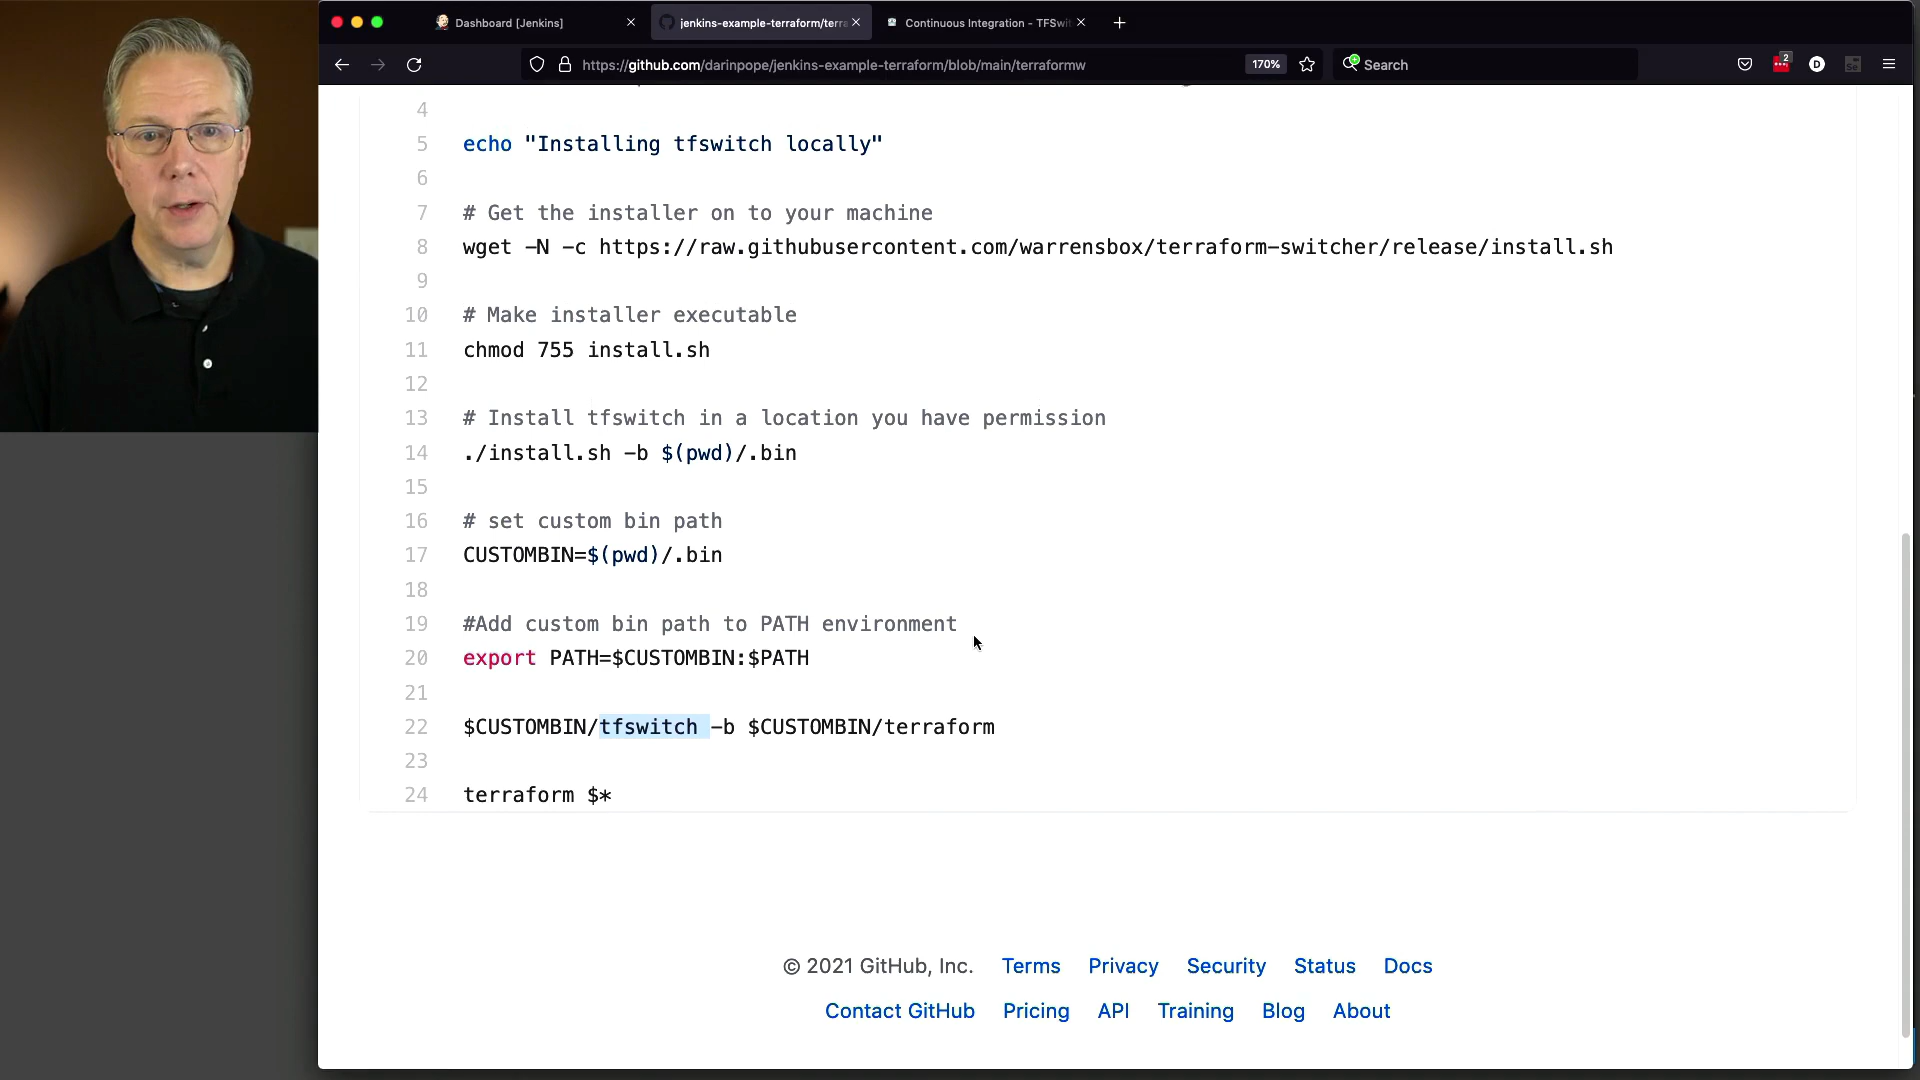 Dashboard [Jenkins]
jenkins-example-terraform/terra
Continuous Integration - TFSwit
https://github.com/darinpope/jenkins-example-terraform/blob/main/terraformw
170%
Search
2
D
4
5 echo "Installing tfswitch locally"
6
7 # Get the installer on to your machine
8 wget -N -c https://raw.githubusercontent.com/warrensbox/terraform-switcher/release/install.sh
9
10 # Make installer executable
11 chmod 755 install.sh
12
13 # Install tfswitch in a location you have permission
14 ./install.sh -b $(pwd)/.bin
15
16 # set custom bin path
17 CUSTOMBIN=$(pwd)/.bin
18
19 #Add custom bin path to PATH environment
20 export PATH=$CUSTOMBIN:$PATH
21
22 $CUSTOMBIN/tfswitch -b $CUSTOMBIN/terraform
23
24 terraform $*
© 2021 GitHub, Inc. Terms Privacy Security Status Docs
Contact GitHub Pricing API Training Blog About